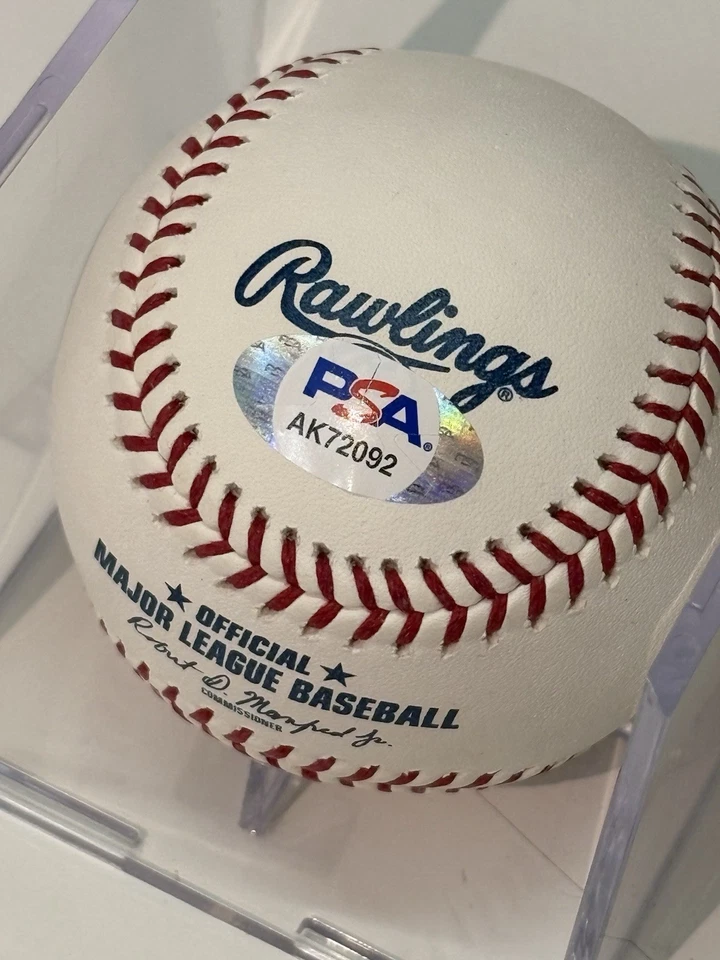 Rawlings®
PSA®
AK72092
OFFICIAL
MAJOR LEAGUE BASEBALL
Robert D. Manfred Jr.
COMMISSIONER